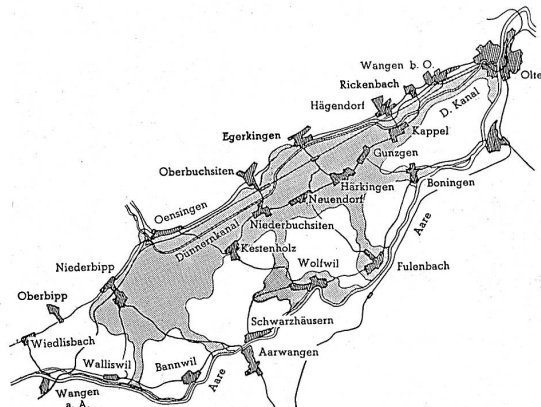 Wangen b. O.
Rickenbach
Olte
Hägendorf
D. Kanal
Kappel
Egerkingen
Gunzgen
Oberbuchsiten
Härkingen
Boningen
Neuendorf
Oensingen
Niederbuchsiten
Aare
Dünnernkanal
Kestenholz
Wolfwil
Fulenbach
Niederbipp
Oberbipp
Schwarzhäusern
Wiedlisbach
Aarwangen
Walliswil
Bannwil
Aare
Wangen
a. A.